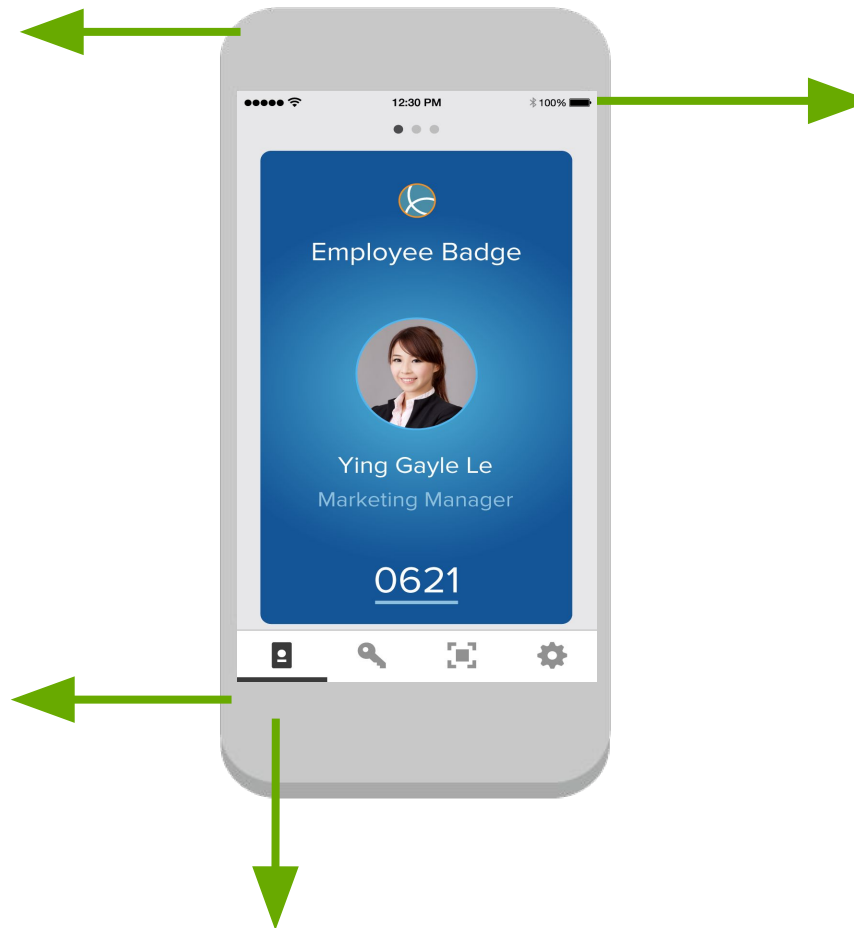 12:30 PM 100%
Employee Badge
Ying Gayle Le
Marketing Manager
0621